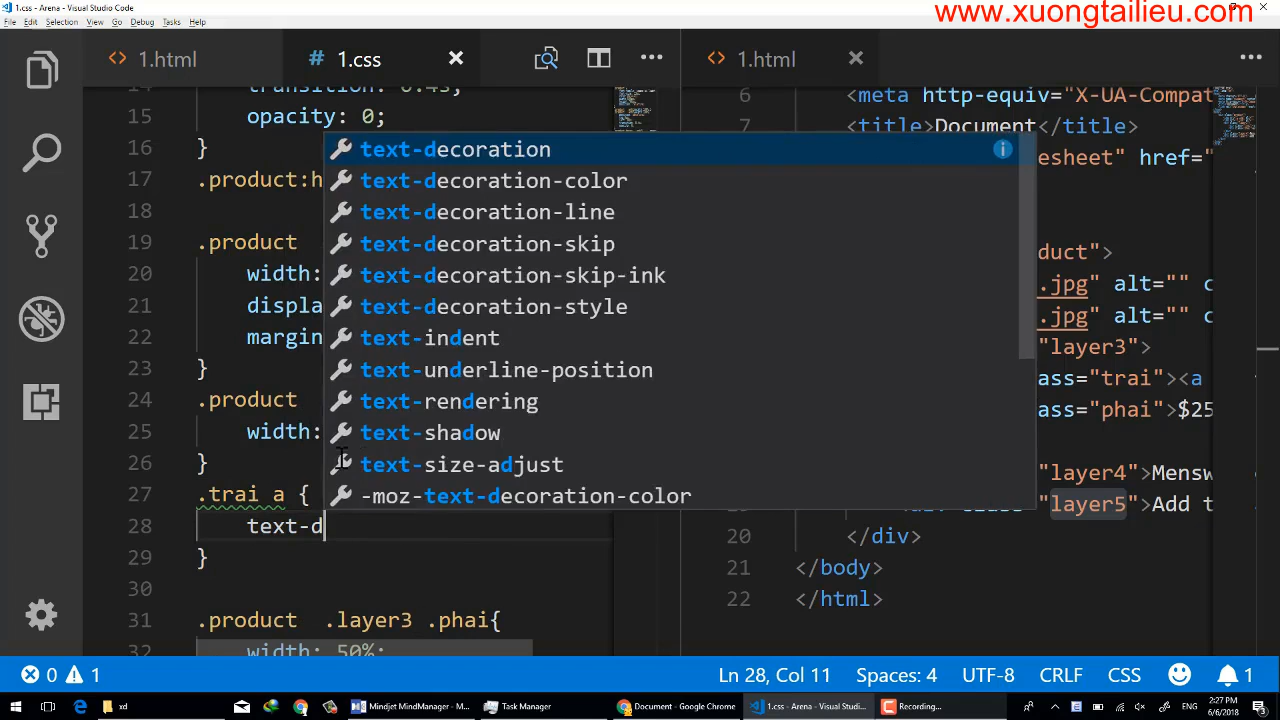 1.css - Arena - Visual Studio Code
www.xuongtailieu.com
File Edit Selection View Go Debug Tasks Help
<> 1.html
# 1.css
<> 1.html
14 transition: 0.4s;
15 opacity: 0;
16 }
17 .product:h
18
19 .product
20 width:
21 displa
22 margin
23 }
24 .product
25 width:
26 }
27 .trai a {
28 text-d
29 }
30
31 .product .layer3 .phai{
32 width: 50%;
text-decoration
text-decoration-color
text-decoration-line
text-decoration-skip
text-decoration-skip-ink
text-decoration-style
text-indent
text-underline-position
text-rendering
text-shadow
text-size-adjust
-moz-text-decoration-color
6 <meta http-equiv="X-UA-Compat
7 <title>Document</title>
sheet" href=
duct">
.jpg" alt="" c
.jpg" alt="" c
"layer3">
ass="trai"><a
ass="phai">$25
"layer4">Mensw
"layer5">Add t
20 </div>
21 </body>
22 </html>
0 1
Ln 28, Col 11 Spaces: 4 UTF-8 CRLF CSS 1
xd
Mindjet MindManager - M...
Task Manager
Document - Google Chrome
1.css - Arena - Visual Studi...
Recording...
ENG
2:27 PM
6/6/2018